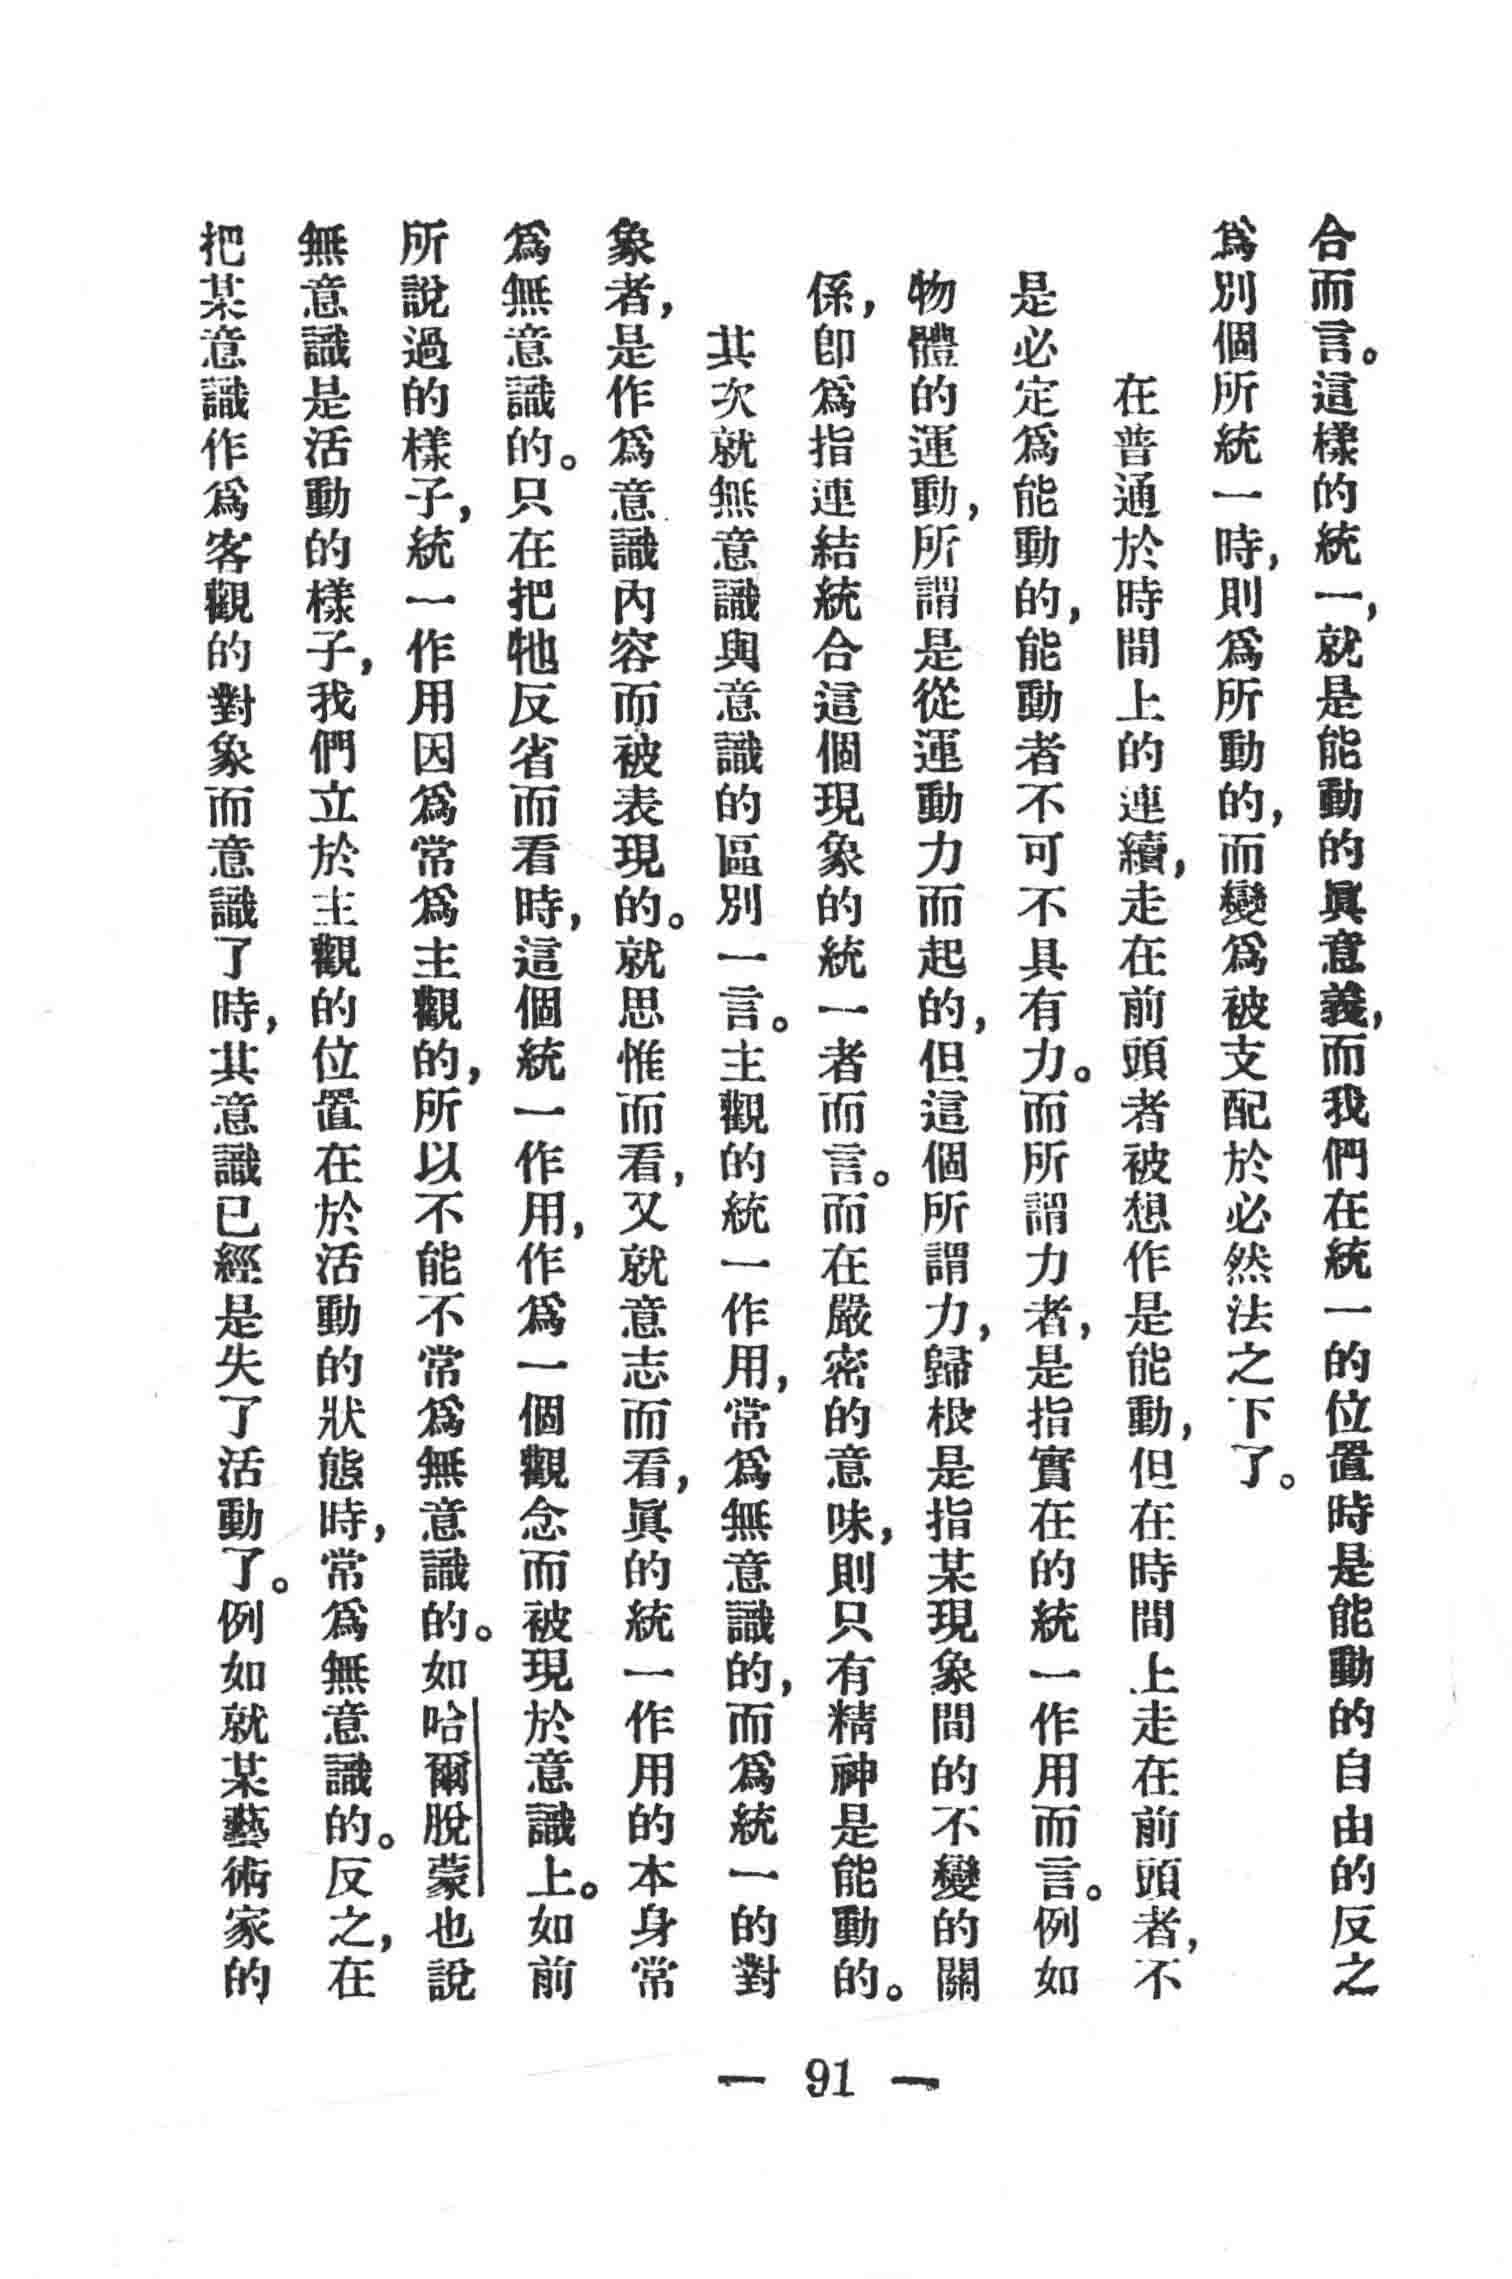 合而言。這樣的統一，就是能動的眞意義，而我們在統一的位置時是能動的自由的反之
爲別個所統一時，則爲所動的，而變爲被支配於必然法之下了。
在普通於時間上的連續，走在前頭者被想作是能動，但在時間上走在前頭者，不
是必定爲能動的，能動者不可不具有力。而所謂力者，是指實在的統一作用而言。例如
物體的運動，所謂是從運動力而起的，但這個所謂力，歸根是指某現象間的不變的關
係，卽爲指連結統合這個現象的統一者而言。而在嚴密的意味，則只有精神是能動的。
其次就無意識與意識的區別一言。主觀的統一作用，常爲無意識的，而爲統一的對
象者，是作爲意識內容而被表現的。就思惟而看，又就意志而看，眞的統一作用的本身常
爲無意識的。只在把牠反省而看時，這個統一作用，作爲一個觀念而被現於意識上。如前
所說過的樣子，統一作用因爲常爲主觀的，所以不能不常爲無意識的。如哈爾脫蒙也說
無意識是活動的樣子，我們立於主觀的位置在於活動的狀態時，常爲無意識的。反之，在
把某意識作爲客觀的對象而意識了時，其意識已經是失了活動了。例如就某藝術家的
— 91 —